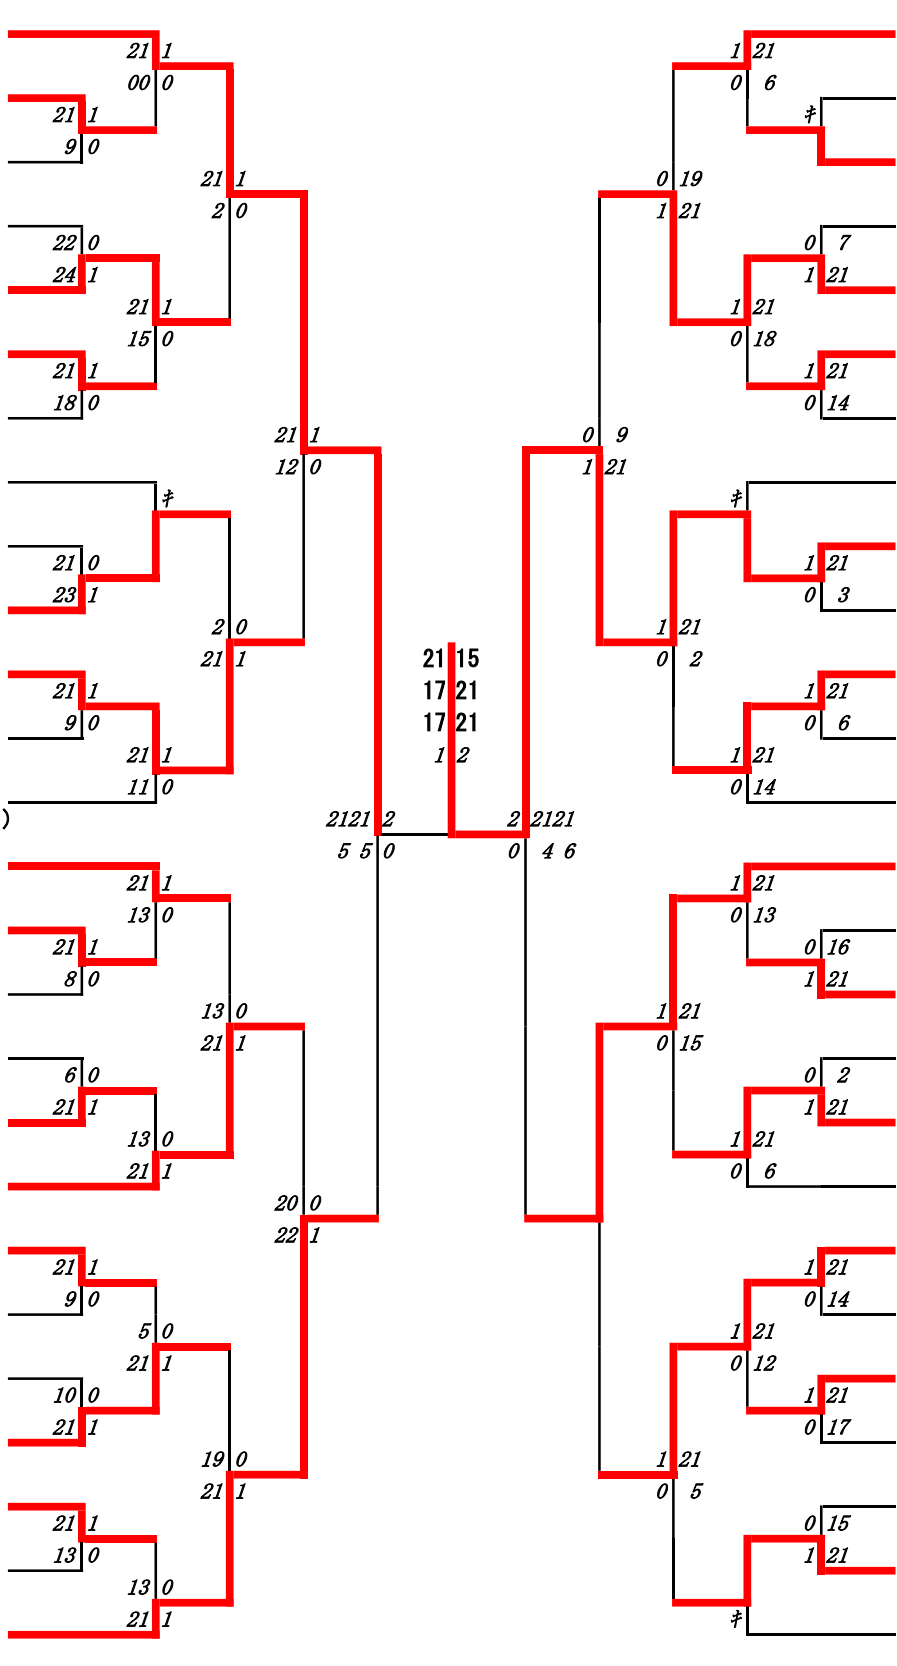 21 1 1 21
00 0 0 6
21 1 ｷ
9 0
21 1 0 19
2 0 1 21
22 0 0 7
24 1 1 21
21 1 1 21
15 0 0 18
21 1 1 21
18 0 0 14
21 1 0 9
12 0 1 21
ｷ ｷ
21 0 1 21
23 1 0 3
2 0 1 21
21 1 0 2
21 15
21 1 17 21 1 21
9 0 17 21 0 6
21 1 1 2 1 21
11 0 0 14
)
2121 2 2 2121
5 5 0 0 4 6
21 1 1 21
13 0 0 13
21 1 0 16
8 0 1 21
13 0 1 21
21 1 0 15
6 0 0 2
21 1 1 21
13 0 1 21
21 1 0 6
20 0
22 1
21 1 1 21
9 0 0 14
5 0 1 21
21 1 0 12
10 0 1 21
21 1 0 17
19 0 1 21
21 1 0 5
21 1 0 15
13 0 1 21
13 0
21 1 ｷ